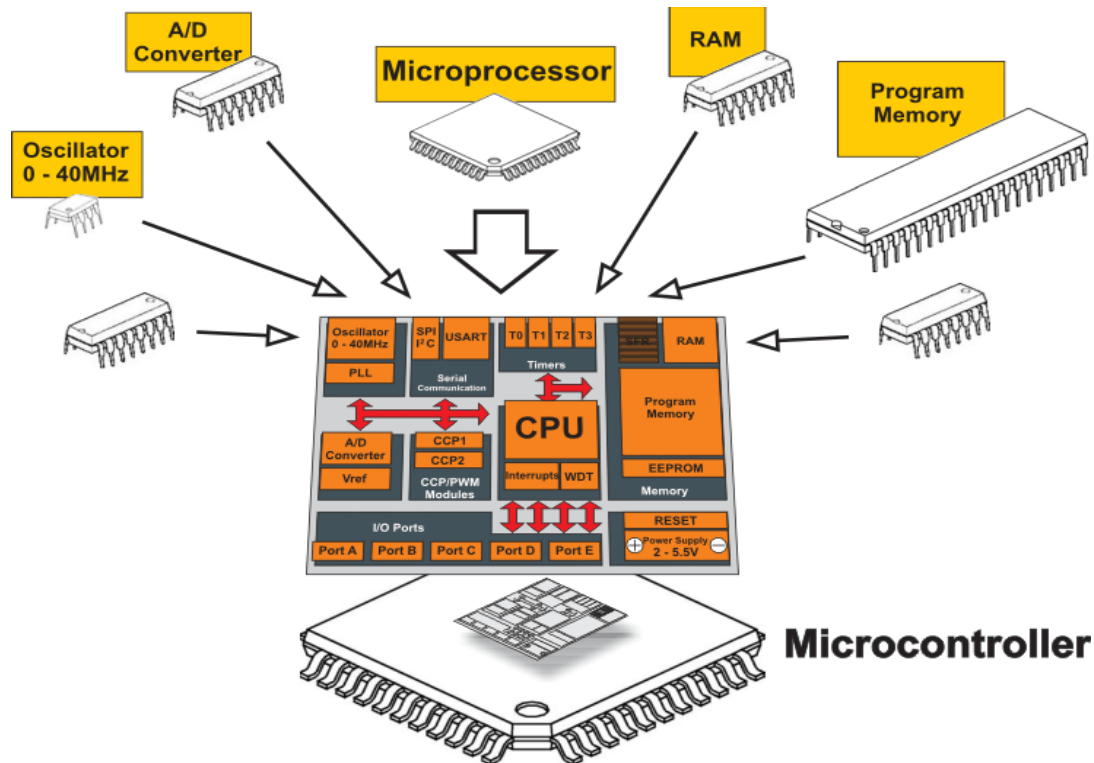 A/D
Converter
Microprocessor
RAM
Program
Memory
Oscillator
0 - 40MHz
Oscillator
0 - 40MHz
PLL
SPI
I²C
USART
Serial
Communication
T0
T1
T2
T3
Timers
SFR
RAM
Program
Memory
EEPROM
Memory
A/D
Converter
Vref
CCP1
CCP2
CCP/PWM
Modules
CPU
Interrupts
WDT
I/O Ports
Port A
Port B
Port C
Port D
Port E
RESET
+
Power Supply
2 - 5.5V
−
Microcontroller